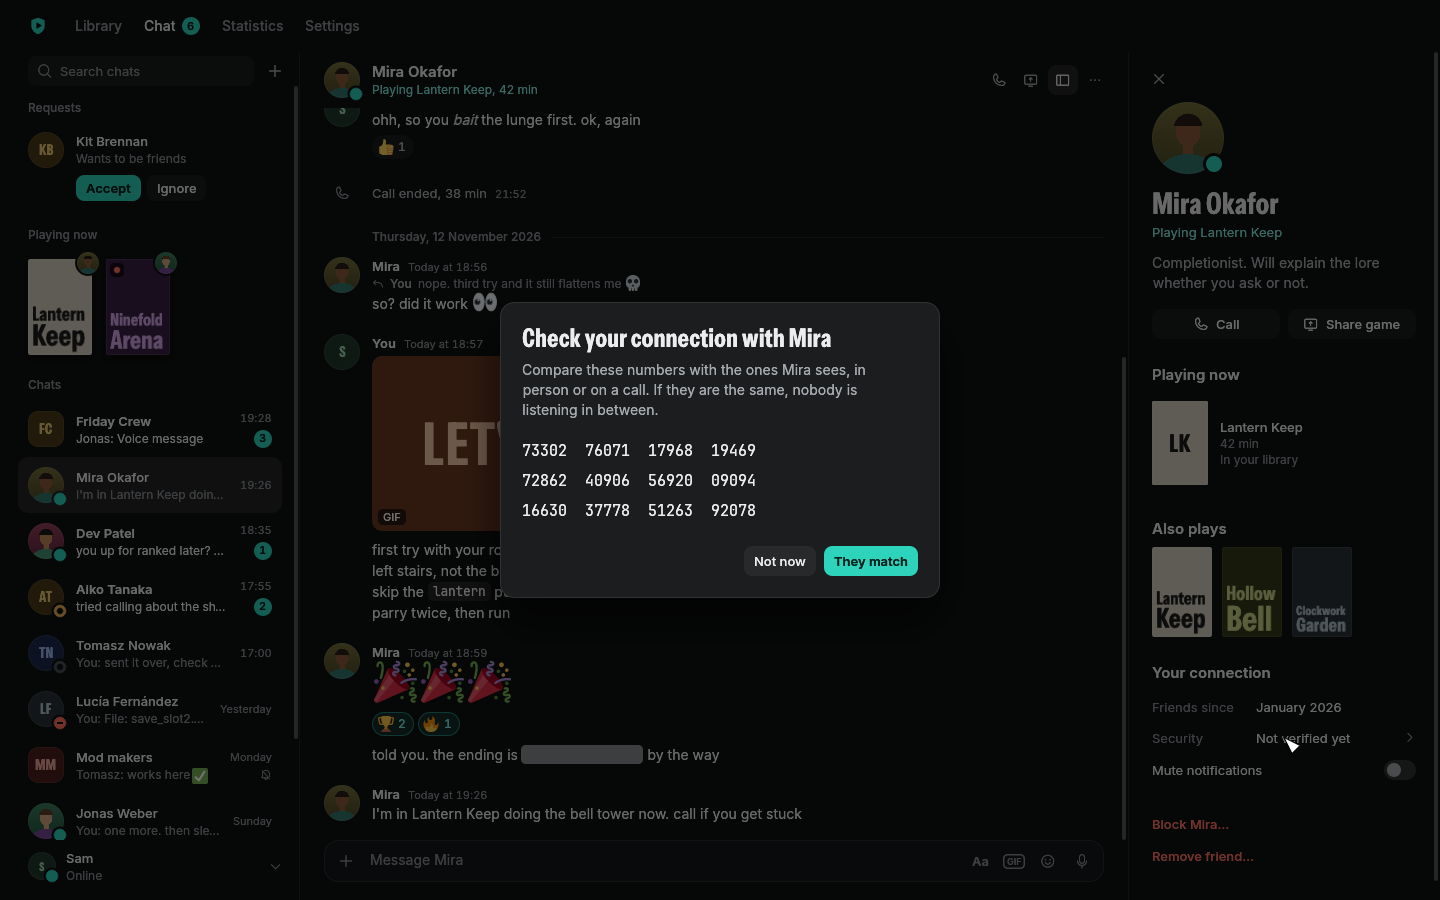 Library
Chat 6
Statistics
Settings
Search chats
Requests
KB
Kit Brennan
Wants to be friends
Accept
Ignore
Playing now
Lantern
Keep
Ninefold
Arena
Chats
FC
Friday Crew
19:28
Jonas: Voice message
3
Mira Okafor
19:26
I'm in Lantern Keep doin...
Dev Patel
18:35
you up for ranked later? ...
1
AT
Aiko Tanaka
17:55
tried calling about the sh...
2
TN
Tomasz Nowak
17:00
You: sent it over, check ...
LF
Lucía Fernández
Yesterday
You: File: save_slot2....
MM
Mod makers
Monday
Tomasz: works here ✅
Jonas Weber
Sunday
You: one more. then sle...
S
Sam
Online
Mira Okafor
Playing Lantern Keep, 42 min
S
ohh, so you bait the lunge first. ok, again
👍 1
Call ended, 38 min 21:52
Thursday, 12 November 2026
Mira Today at 18:56
You nope. third try and it still flattens me 💀
so? did it work 👀
S
You Today at 18:57
LET'
GIF
first try with your
left stairs, not the
skip the lantern
parry twice, then run
Mira Today at 18:59
🎉🎉🎉
🏆 2 🔥 1
told you. the ending is
by the way
Mira Today at 19:26
I'm in Lantern Keep doing the bell tower now. call if you get stuck
Message Mira
Aa
GIF
Check your connection with Mira
Compare these numbers with the ones Mira sees, in
person or on a call. If they are the same, nobody is
listening in between.
73302 76071 17968 19469
72862 40906 56920 09094
16630 37778 51263 92078
Not now
They match
Mira Okafor
Playing Lantern Keep
Completionist. Will explain the lore
whether you ask or not.
Call
Share game
Playing now
LK
Lantern Keep
42 min
In your library
Also plays
Lantern
Keep
Hollow
Bell
Clockwork
Garden
Your connection
Friends since January 2026
Security Not verified yet
Mute notifications
Block Mira...
Remove friend...